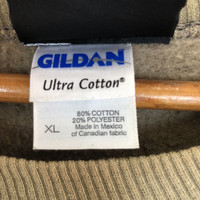 GILDAN
Ultra Cotton®
XL
80% COTTON
20% POLYESTER
Made in Mexico
of Canadian fabric